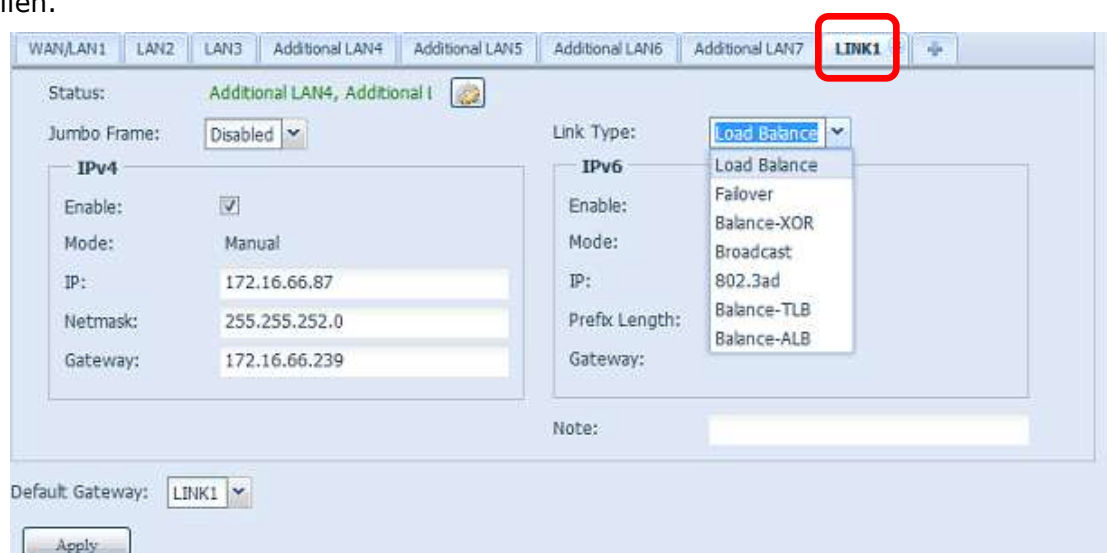 WAN/LAN1 LAN2 LAN3 Additional LAN4 Additional LAN5 Additional LAN6 Additional LAN7 LINK1
Status: Additional LAN4, Additional l
Jumbo Frame: Disabled Link Type: Load Balance
IPv4 IPv6 Load Balance
Enable: Enable: Failover
Balance-XOR
Mode: Manual Mode: Broadcast
IP: 172.16.66.87 IP: 802.3ad
Netmask: 255.255.252.0 Prefix Length: Balance-TLB
Balance-ALB
Gateway: 172.16.66.239 Gateway:
Note:
Default Gateway: LINK1
Apply